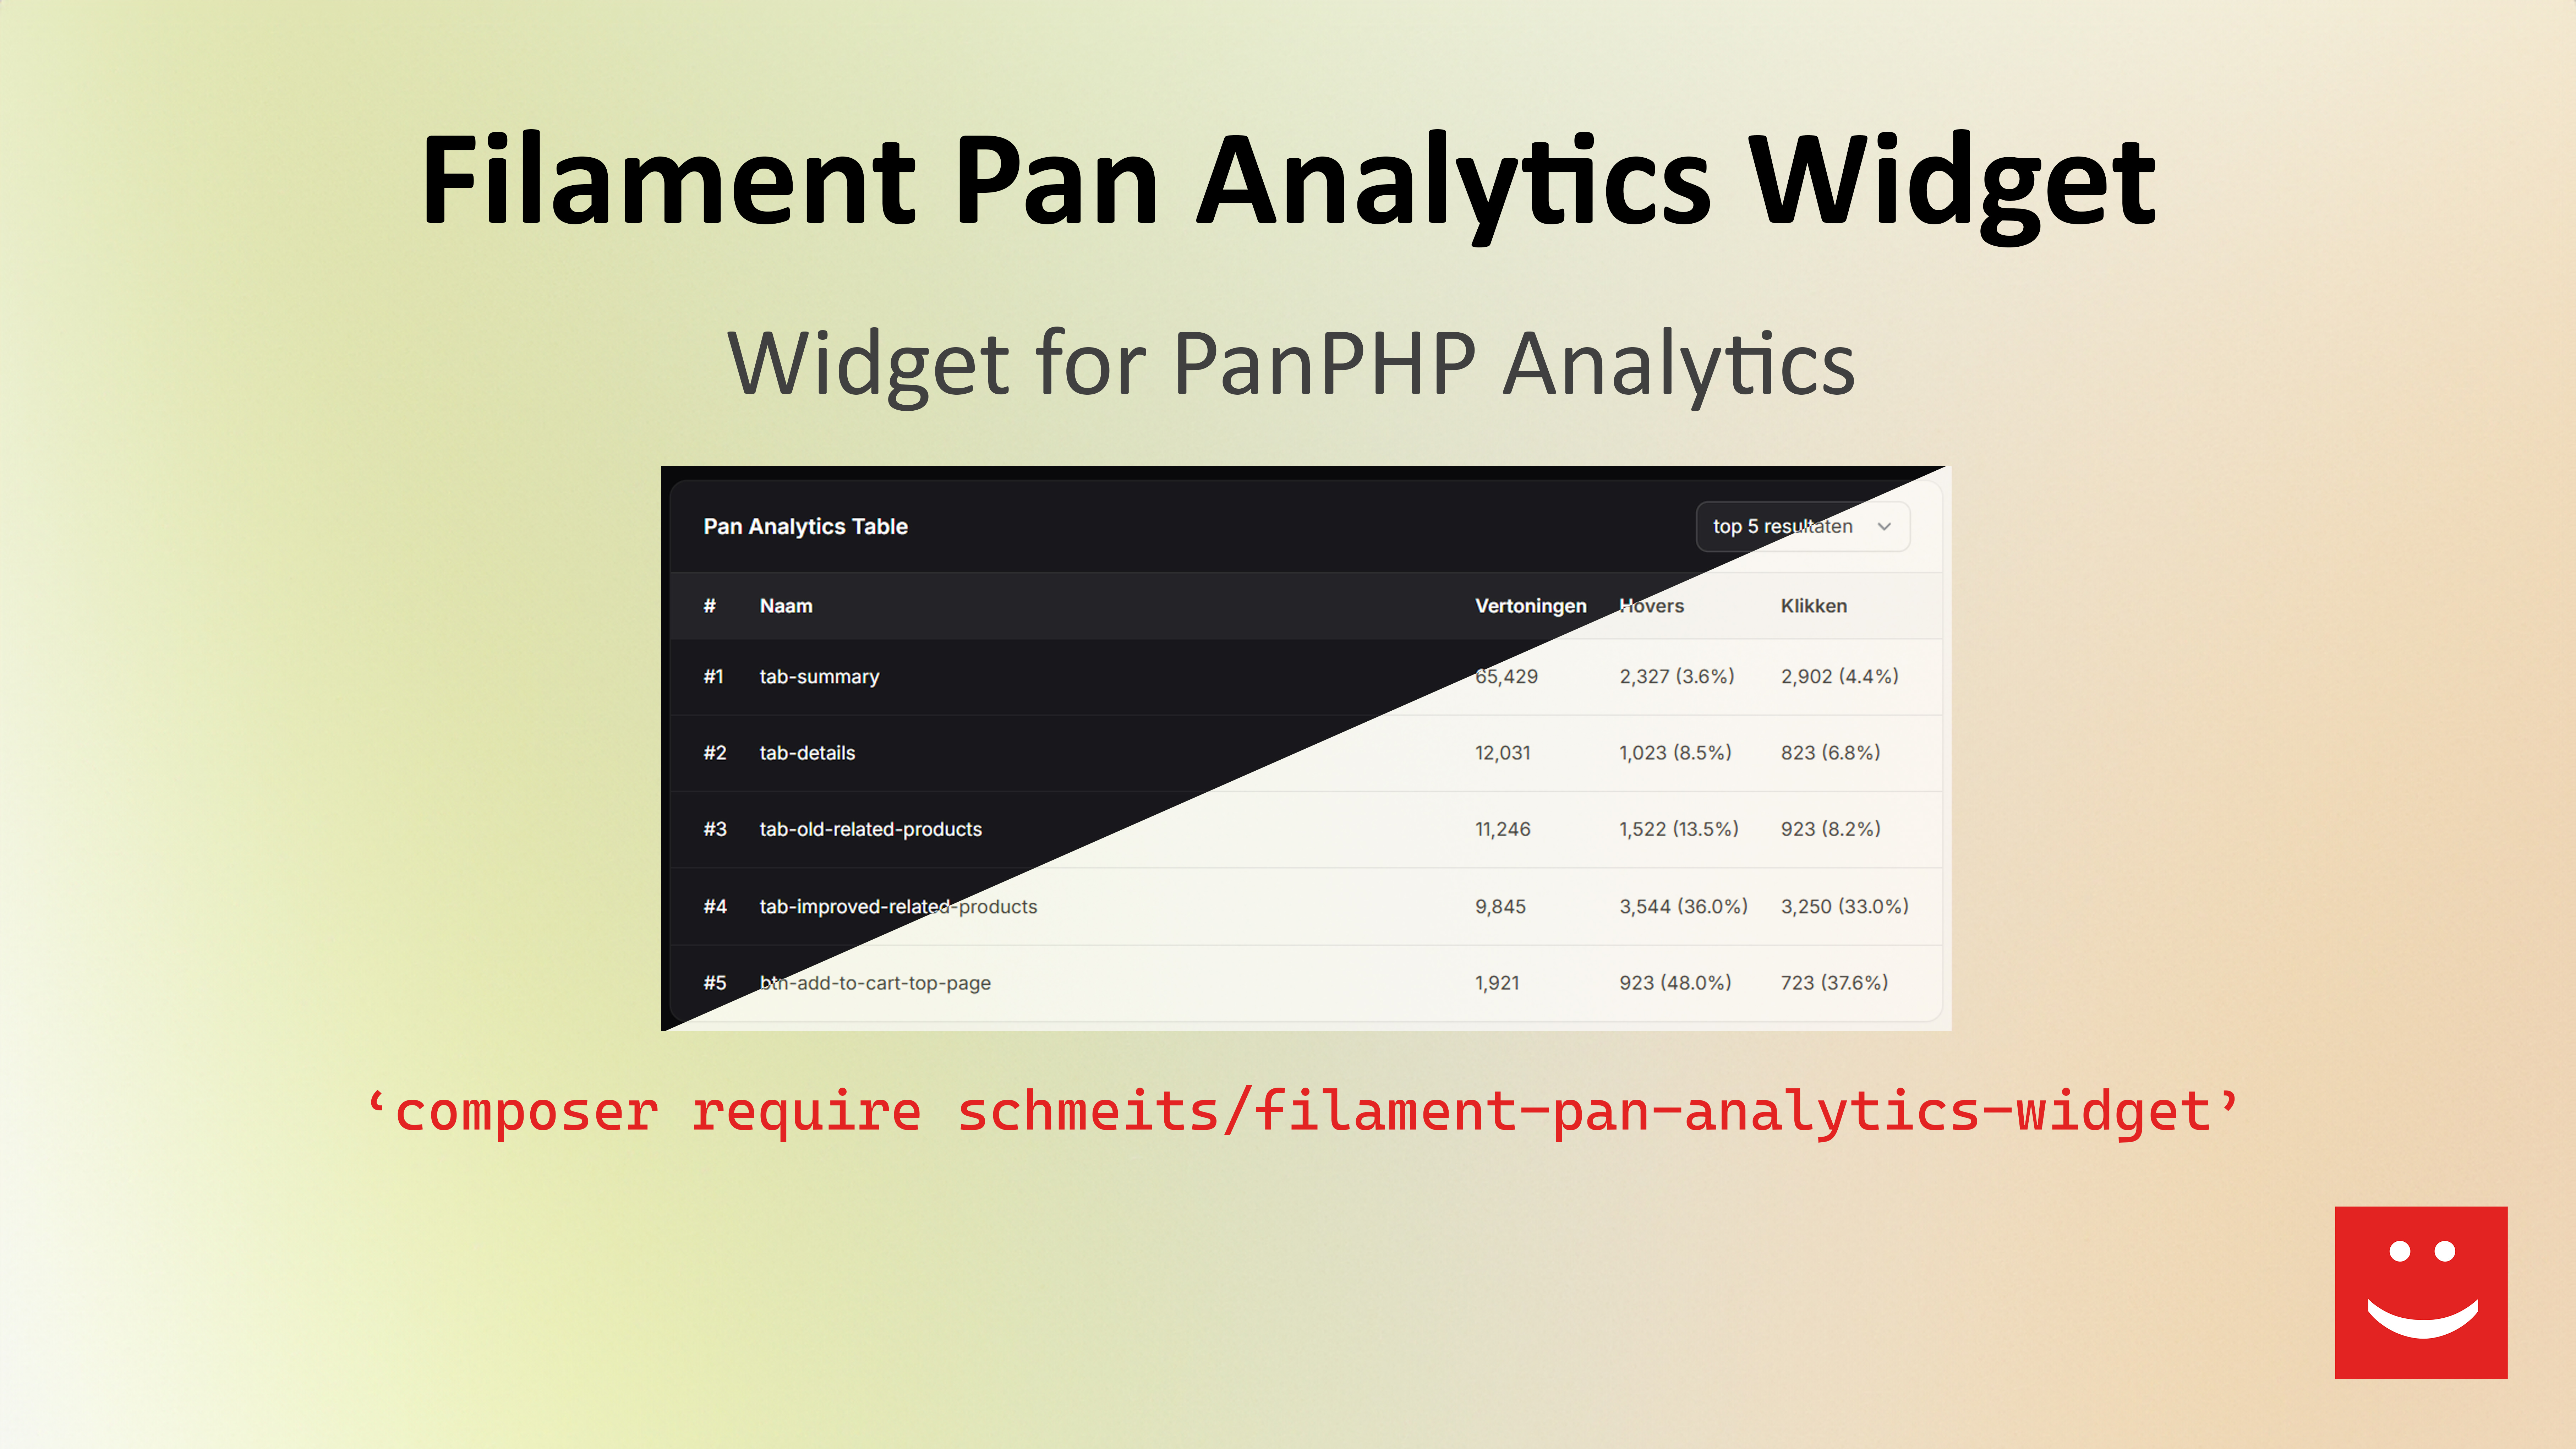 Filament Pan Analytics Widget
Widget for PanPHP Analytics
Pan Analytics Table top 5 resultaten
# Naam Vertoningen Hovers Klikken
#1 tab-summary 65,429 2,327 (3.6%) 2,902 (4.4%)
#2 tab-details 12,031 1,023 (8.5%) 823 (6.8%)
#3 tab-old-related-products 11,246 1,522 (13.5%) 923 (8.2%)
#4 tab-improved-related-products 9,845 3,544 (36.0%) 3,250 (33.0%)
#5 btn-add-to-cart-top-page 1,921 923 (48.0%) 723 (37.6%)
‘composer require schmeits/filament-pan-analytics-widget’